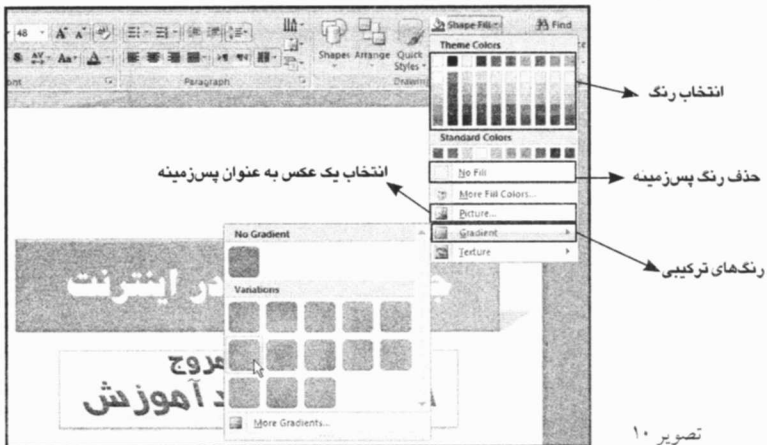 48
A A
Shape Fill
Find
Shapes Arrange Quick
Styles
S AV Aa A
Paragraph
Drawing
Theme Colors
انتخاب رنگ
Standard Colors
No Fill
حذف رنگ پس‌زمینه
انتخاب یک عکس به عنوان پس‌زمینه
More Fill Colors...
Picture...
Gradient
Texture
رنگ‌های ترکیبی
No Gradient
Variations
در اینترنت
مروج
د آموزش
More Gradients...
تصویر ۱۰